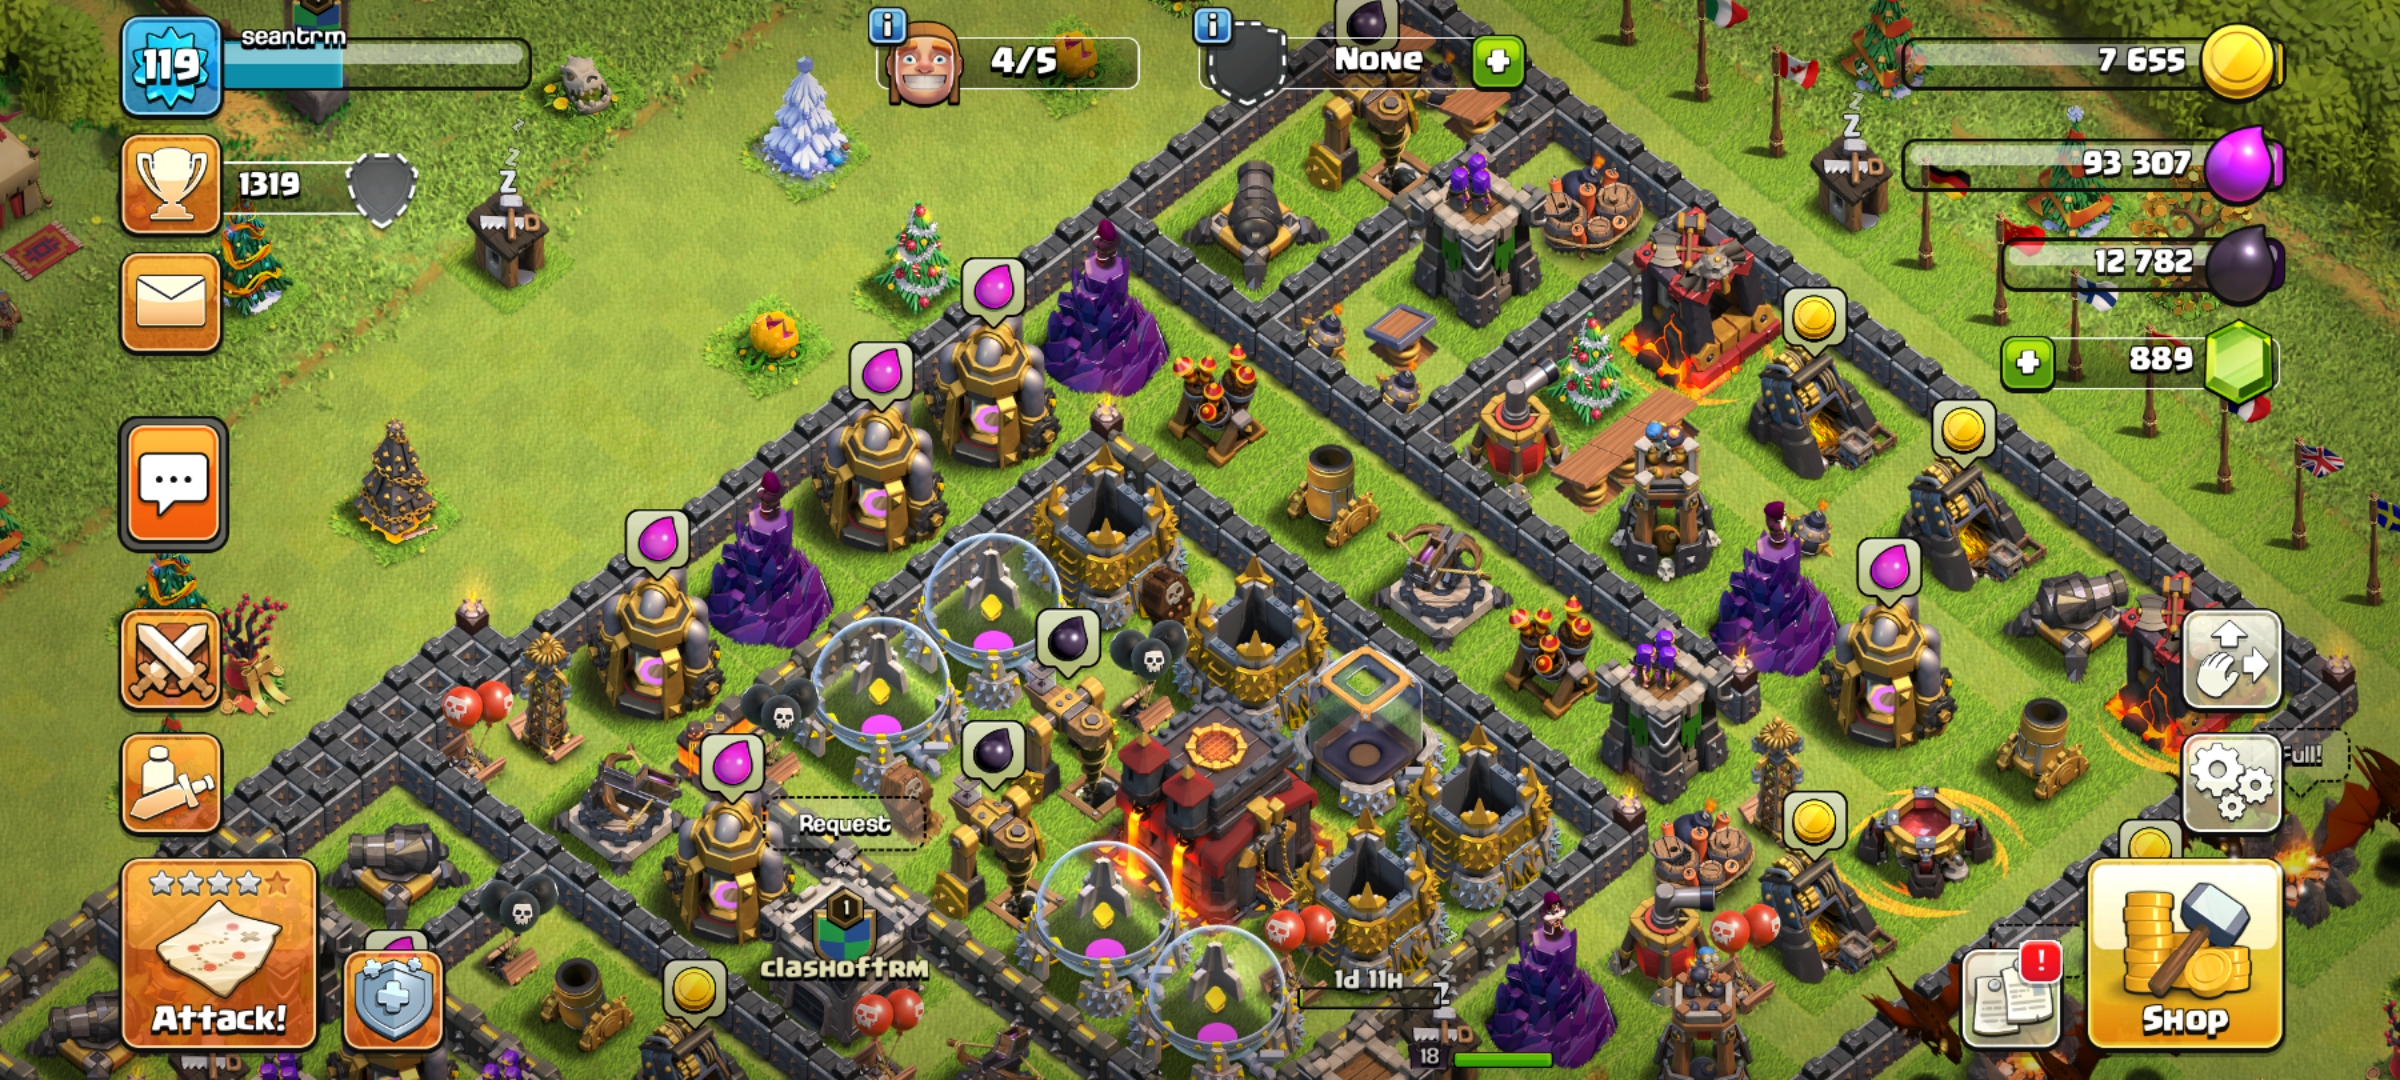 seantrm
119
4/5
i
i
None
7 655
1319
93 307
12 782
889
Full!
Request
1
clashoftrm
1d 11h
18
Attack!
!
Shop
z
z
z
z
z
z